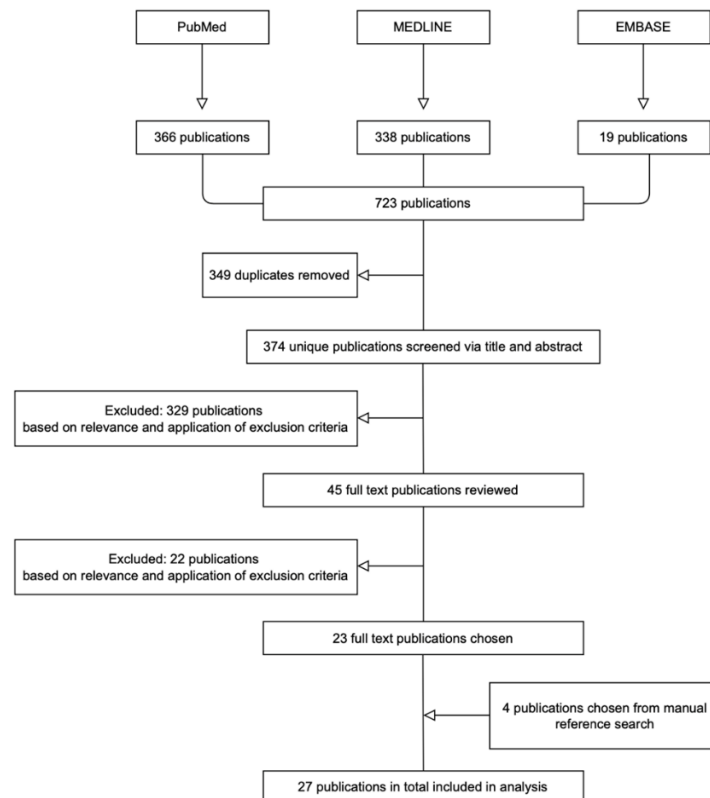 PubMed
MEDLINE
EMBASE
366 publications
338 publications
19 publications
723 publications
349 duplicates removed
374 unique publications screened via title and abstract
Excluded: 329 publications
based on relevance and application of exclusion criteria
45 full text publications reviewed
Excluded: 22 publications
based on relevance and application of exclusion criteria
23 full text publications chosen
4 publications chosen from manual
reference search
27 publications in total included in analysis